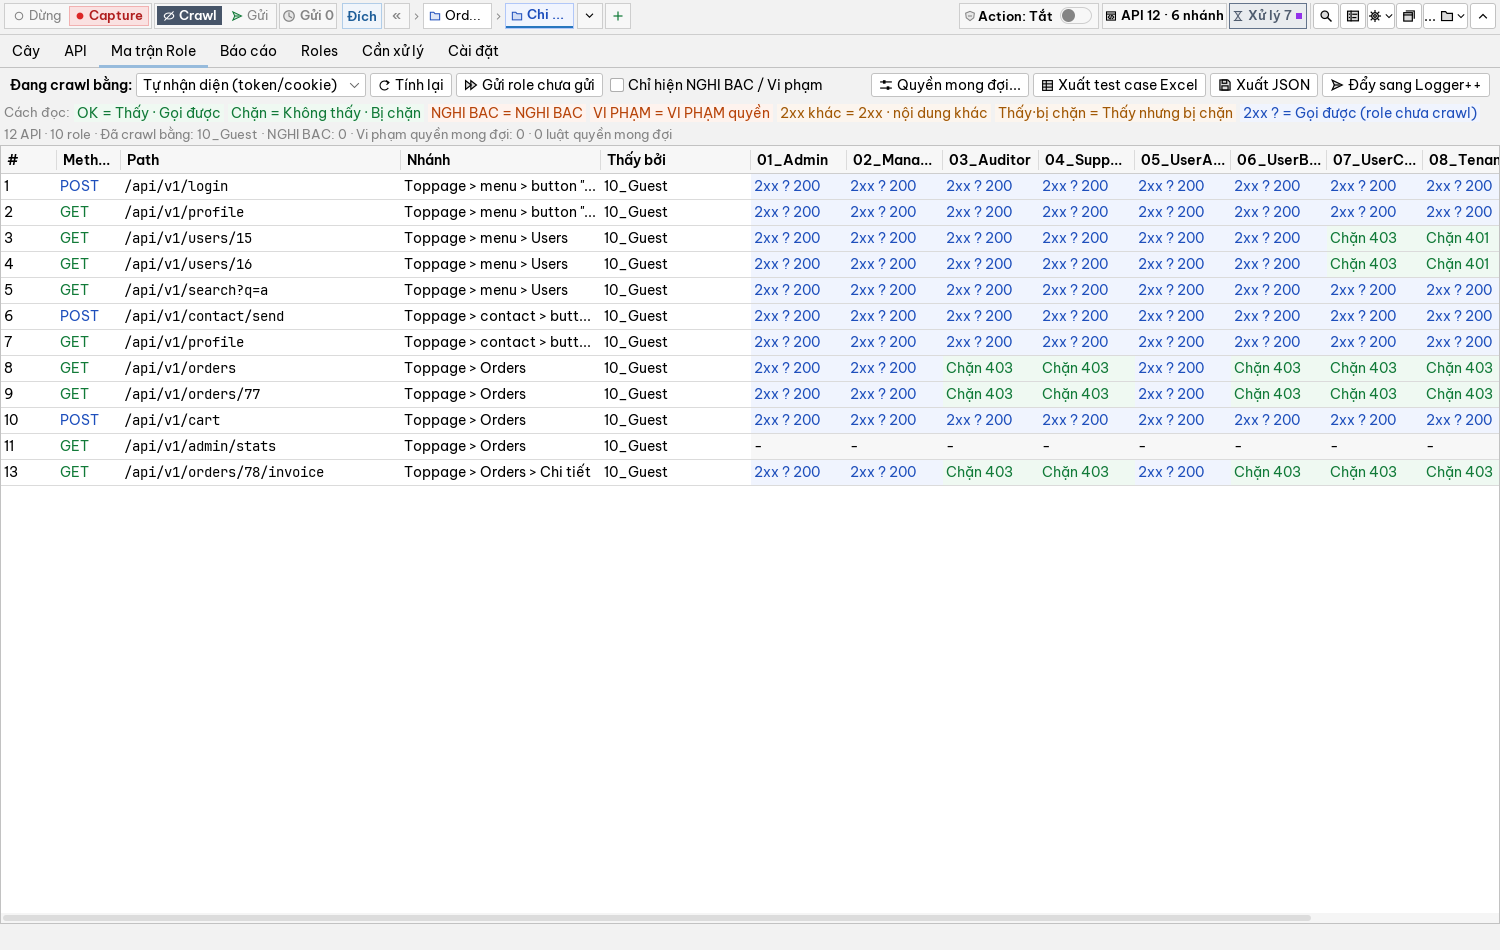 Dừng Capture Crawl Gửi Gửi 0 Đích « › Ord... › Chi ... + Action: Tắt API 12 · 6 nhánh Xử lý 7 ...
Cây API Ma trận Role Báo cáo Roles Cần xử lý Cài đặt
Đang crawl bằng: Tự nhận diện (token/cookie) Tính lại Gửi role chưa gửi Chỉ hiện NGHI BAC / Vi phạm Quyền mong đợi... Xuất test case Excel Xuất JSON Đẩy sang Logger++
Cách đọc: OK = Thấy · Gọi được Chặn = Không thấy · Bị chặn NGHI BAC = NGHI BAC VI PHẠM = VI PHẠM quyền 2xx khác = 2xx · nội dung khác Thấy·bị chặn = Thấy nhưng bị chặn 2xx ? = Gọi được (role chưa crawl)
12 API · 10 role · Đã crawl bằng: 10_Guest · NGHI BAC: 0 · Vi phạm quyền mong đợi: 0 · 0 luật quyền mong đợi
# Meth... Path Nhánh Thấy bởi 01_Admin 02_Mana... 03_Auditor 04_Supp... 05_UserA... 06_UserB... 07_UserC... 08_Tenan
1 POST /api/v1/login Toppage > menu > button "... 10_Guest 2xx ? 200 2xx ? 200 2xx ? 200 2xx ? 200 2xx ? 200 2xx ? 200 2xx ? 200 2xx ? 200
2 GET /api/v1/profile Toppage > menu > button "... 10_Guest 2xx ? 200 2xx ? 200 2xx ? 200 2xx ? 200 2xx ? 200 2xx ? 200 2xx ? 200 2xx ? 200
3 GET /api/v1/users/15 Toppage > menu > Users 10_Guest 2xx ? 200 2xx ? 200 2xx ? 200 2xx ? 200 2xx ? 200 2xx ? 200 Chặn 403 Chặn 401
4 GET /api/v1/users/16 Toppage > menu > Users 10_Guest 2xx ? 200 2xx ? 200 2xx ? 200 2xx ? 200 2xx ? 200 2xx ? 200 Chặn 403 Chặn 401
5 GET /api/v1/search?q=a Toppage > menu > Users 10_Guest 2xx ? 200 2xx ? 200 2xx ? 200 2xx ? 200 2xx ? 200 2xx ? 200 2xx ? 200 2xx ? 200
6 POST /api/v1/contact/send Toppage > contact > butt... 10_Guest 2xx ? 200 2xx ? 200 2xx ? 200 2xx ? 200 2xx ? 200 2xx ? 200 2xx ? 200 2xx ? 200
7 GET /api/v1/profile Toppage > contact > butt... 10_Guest 2xx ? 200 2xx ? 200 2xx ? 200 2xx ? 200 2xx ? 200 2xx ? 200 2xx ? 200 2xx ? 200
8 GET /api/v1/orders Toppage > Orders 10_Guest 2xx ? 200 2xx ? 200 Chặn 403 Chặn 403 2xx ? 200 Chặn 403 Chặn 403 Chặn 403
9 GET /api/v1/orders/77 Toppage > Orders 10_Guest 2xx ? 200 2xx ? 200 Chặn 403 Chặn 403 2xx ? 200 Chặn 403 Chặn 403 Chặn 403
10 POST /api/v1/cart Toppage > Orders 10_Guest 2xx ? 200 2xx ? 200 2xx ? 200 2xx ? 200 2xx ? 200 2xx ? 200 2xx ? 200 2xx ? 200
11 GET /api/v1/admin/stats Toppage > Orders 10_Guest - - - - - - - -
13 GET /api/v1/orders/78/invoice Toppage > Orders > Chi tiết 10_Guest 2xx ? 200 2xx ? 200 Chặn 403 Chặn 403 2xx ? 200 Chặn 403 Chặn 403 Chặn 403